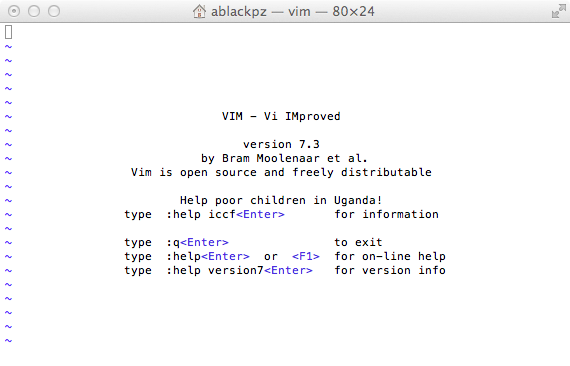 ablackpz — vim — 80×24
~
~
~
~
~
VIM - Vi IMproved
~
~
version 7.3
~
by Bram Moolenaar et al.
~
Vim is open source and freely distributable
~
~
Help poor children in Uganda!
~
type  :help iccf<Enter>       for information
~
~
type  :q<Enter>               to exit
~
type  :help<Enter>  or  <F1>  for on-line help
~
type  :help version7<Enter>   for version info
~
~
~
~
~